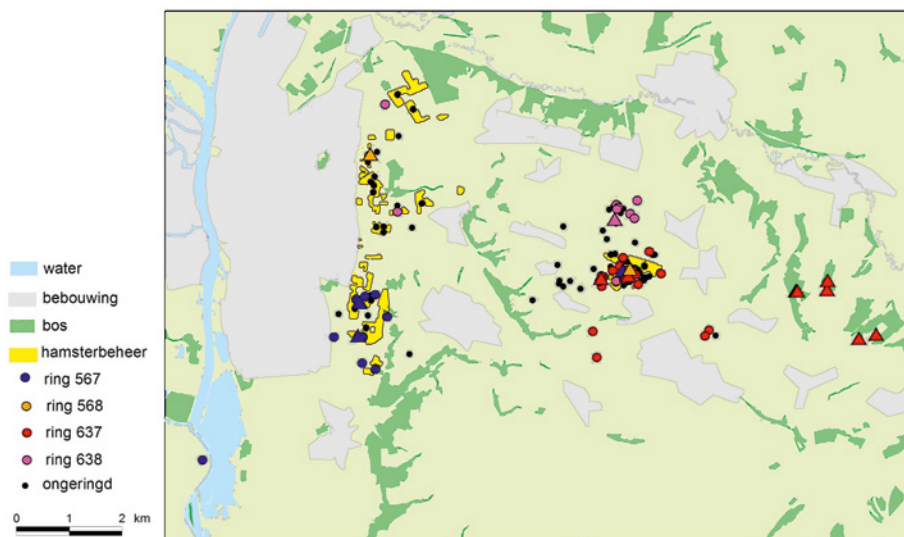 water
bebouwing
bos
hamsterbeheer
ring 567
ring 568
ring 637
ring 638
ongeringd
0 1 2 km